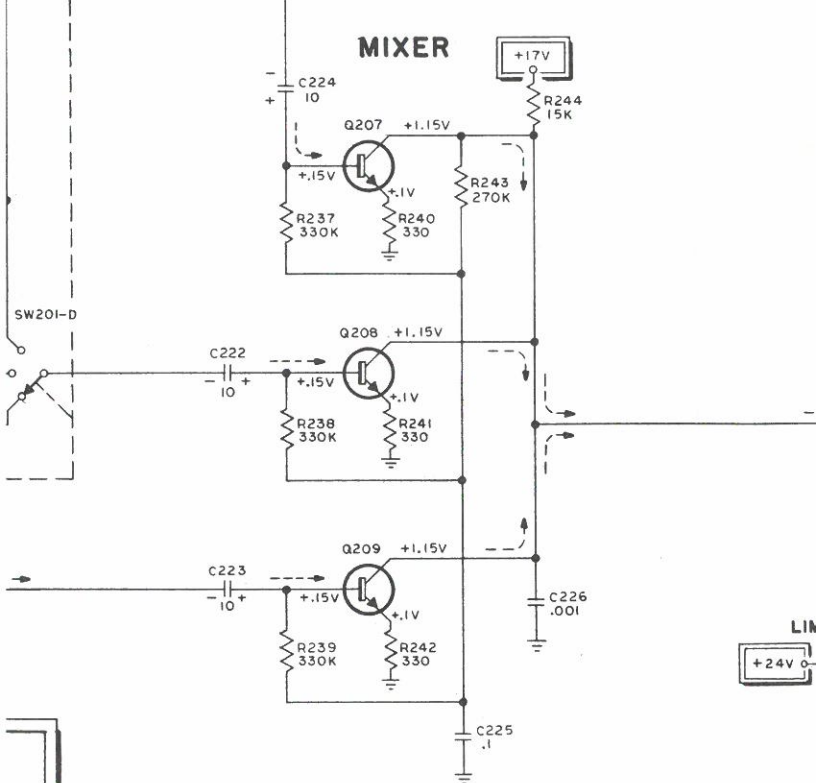 MIXER
+17V
R244
15K
-
C224
10
+
Q207
+1.15V
+.15V
+.1V
R243
270K
R237
330K
R240
330
SW201-D
Q208
+1.15V
C222
- 10 +
+.15V
+.1V
R238
330K
R241
330
-
Q209
+1.15V
C223
- 10 +
+.15V
+.1V
C226
.001
R239
330K
R242
330
LIM
+24V
C225
.1